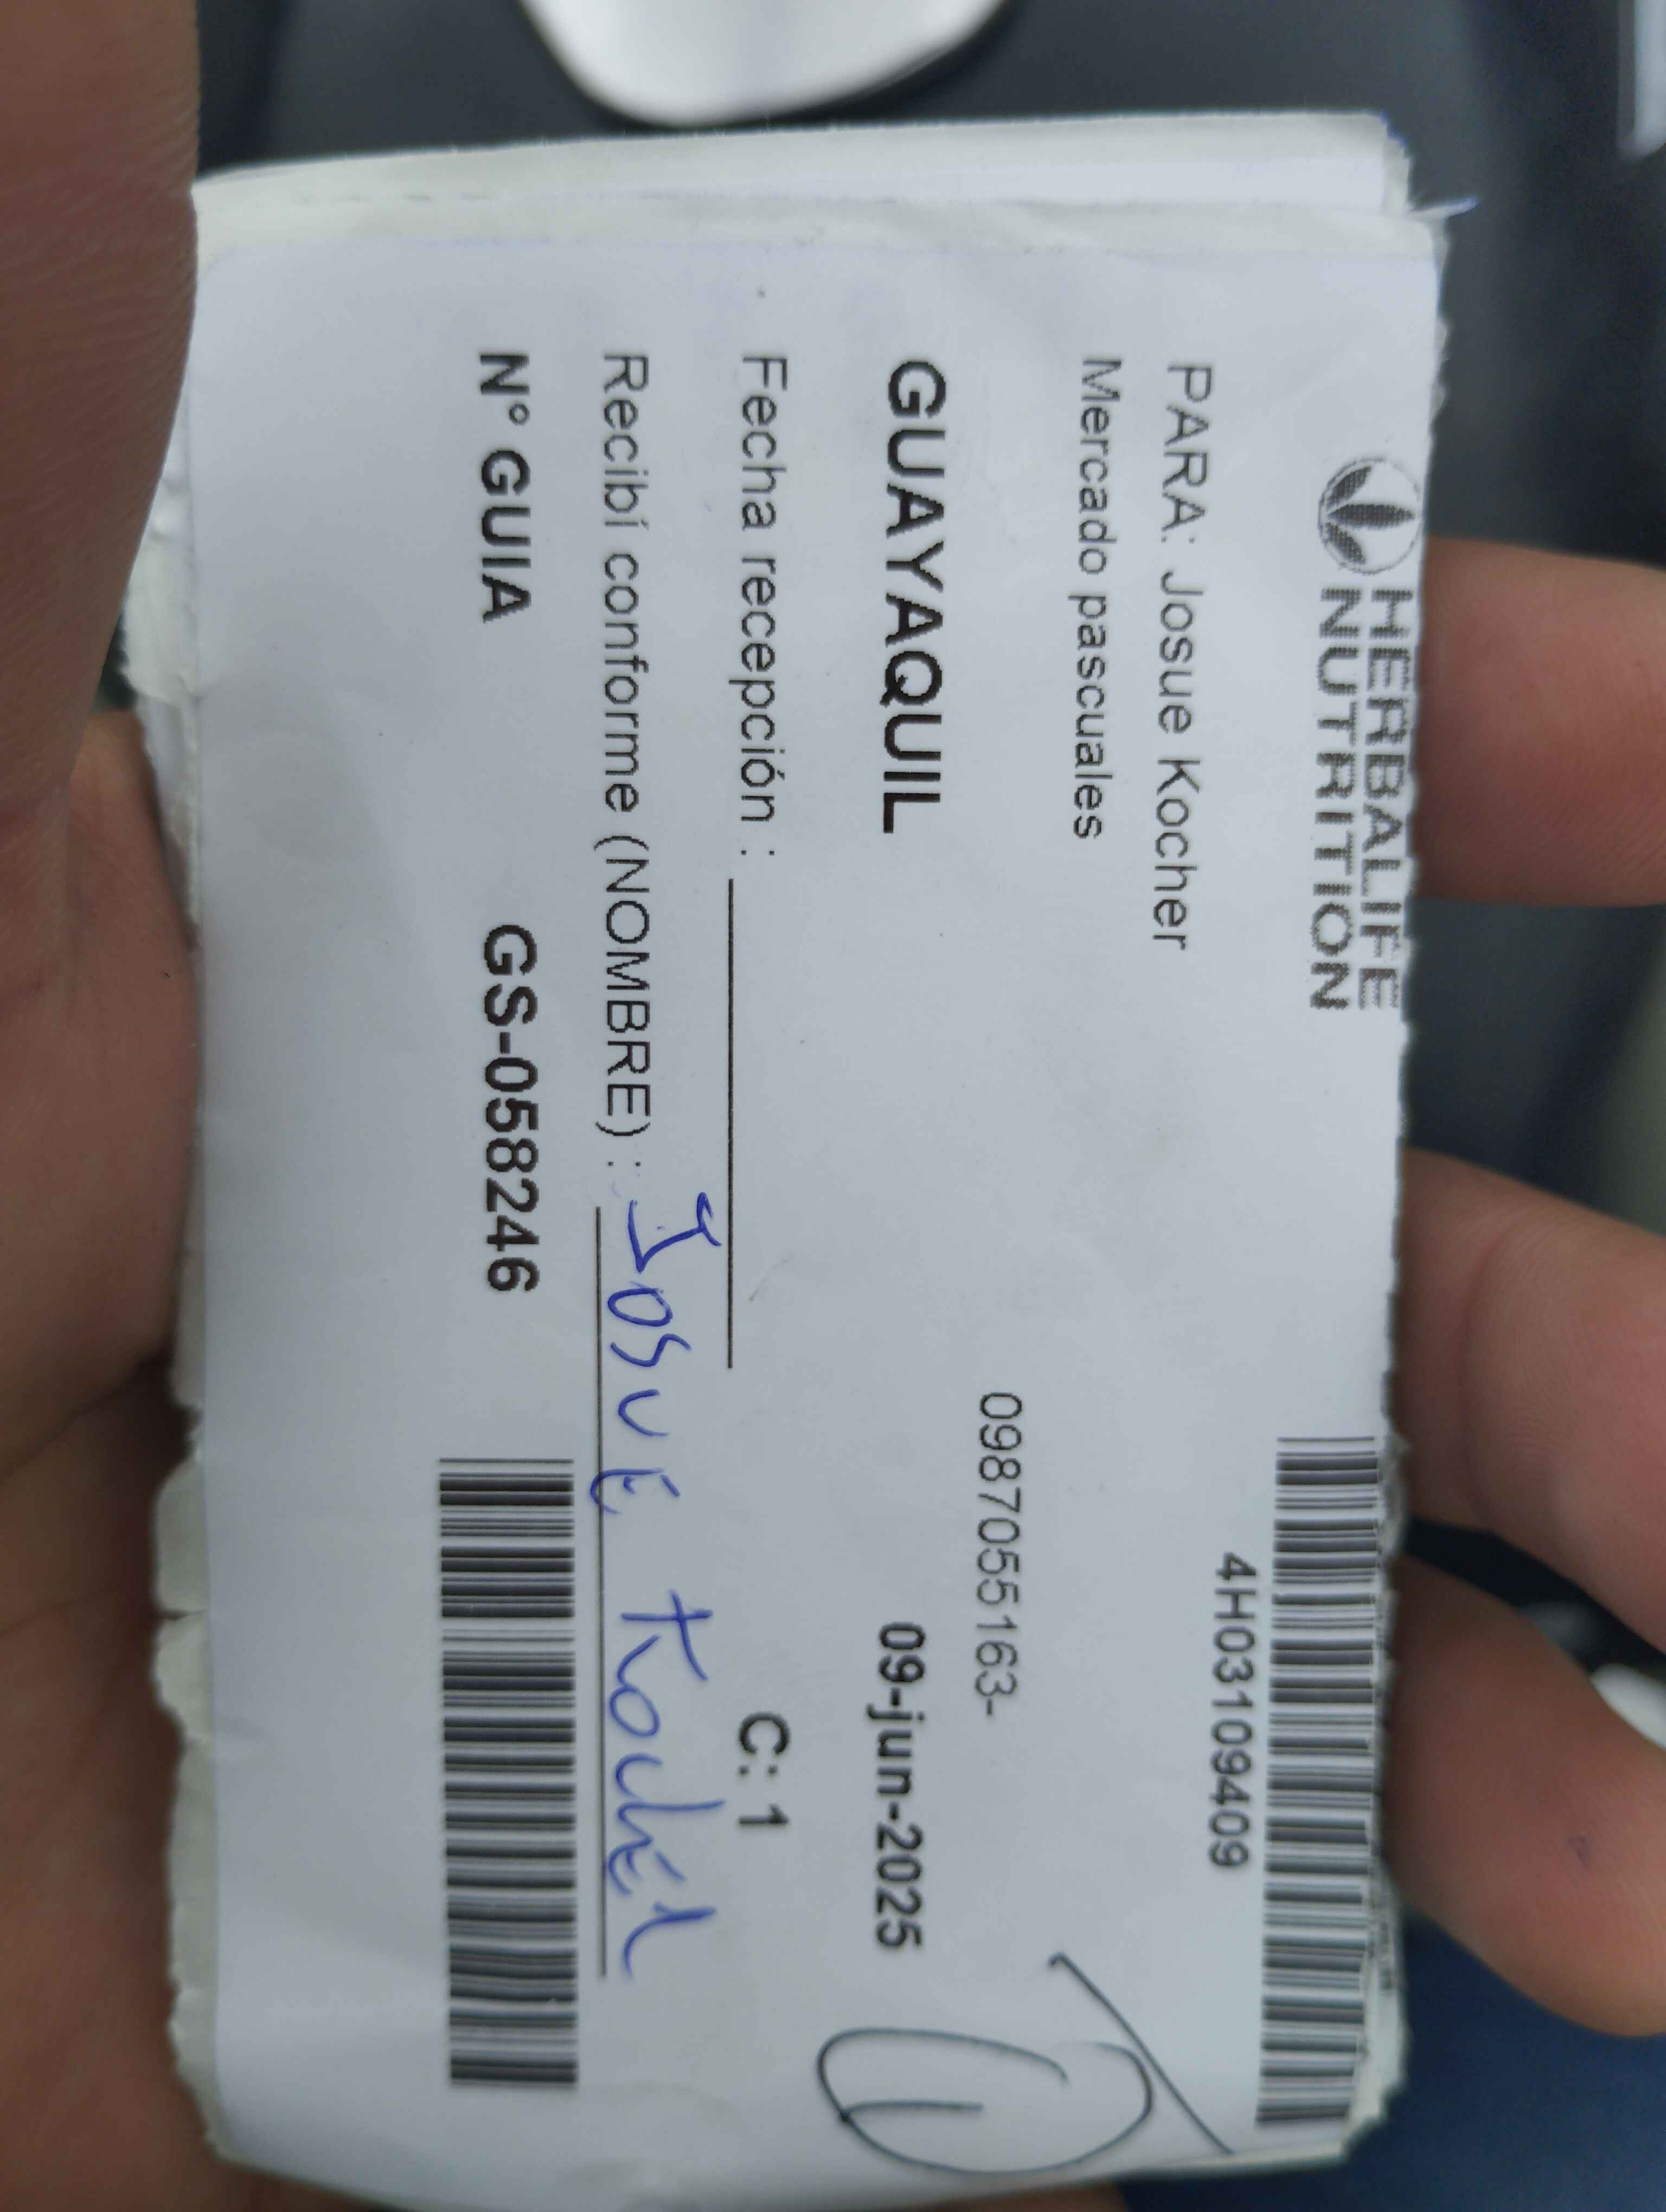 HERBALIFE
NUTRITION
4H03109409
PARA: Josue Kocher
Mercado pascuales
0987055163-
GUAYAQUIL 09-jun-2025
Fecha recepción : C: 1
Recibí conforme (NOMBRE) : Josue Kocher
N° GUIA GS-058246